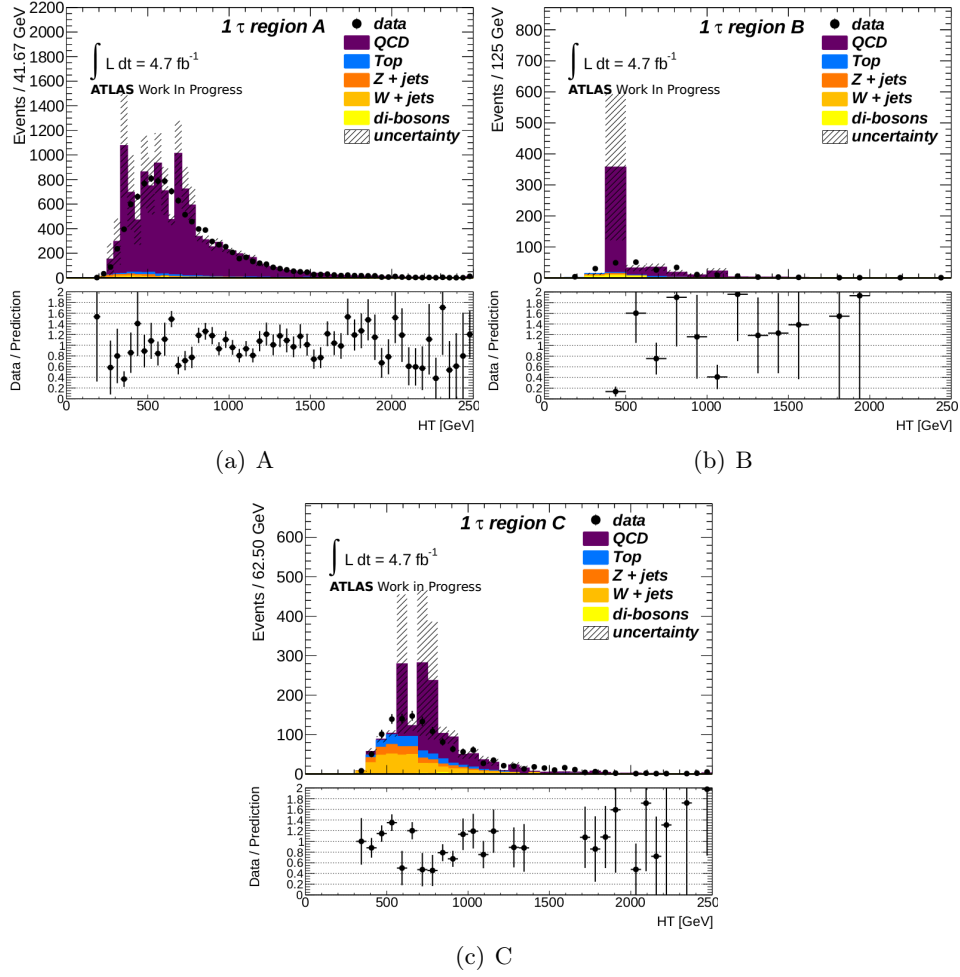 1 τ region A
data
QCD
Top
Z + jets
W + jets
di-bosons
uncertainty
∫ L dt = 4.7 fb⁻¹
ATLAS Work In Progress
Events / 41.67 GeV
2200
2000
1800
1600
1400
1200
1000
800
600
400
200
0
Data / Prediction
2
1.8
1.6
1.4
1.2
1
0.8
0.6
0.4
0.2
0
0 500 1000 1500 2000 250
HT [GeV]
(a) A
1 τ region B
data
QCD
Top
Z + jets
W + jets
di-bosons
uncertainty
∫ L dt = 4.7 fb⁻¹
ATLAS Work In Progress
Events / 125 GeV
800
700
600
500
400
300
200
100
0
Data / Prediction
2
1.8
1.6
1.4
1.2
1
0.8
0.6
0.4
0.2
0
0 500 1000 1500 2000 250
HT [GeV]
(b) B
1 τ region C
data
QCD
Top
Z + jets
W + jets
di-bosons
uncertainty
∫ L dt = 4.7 fb⁻¹
ATLAS Work in Progress
Events / 62.50 GeV
600
500
400
300
200
100
0
Data / Prediction
2
1.8
1.6
1.4
1.2
1
0.8
0.6
0.4
0.2
0
0 500 1000 1500 2000 250
HT [GeV]
(c) C